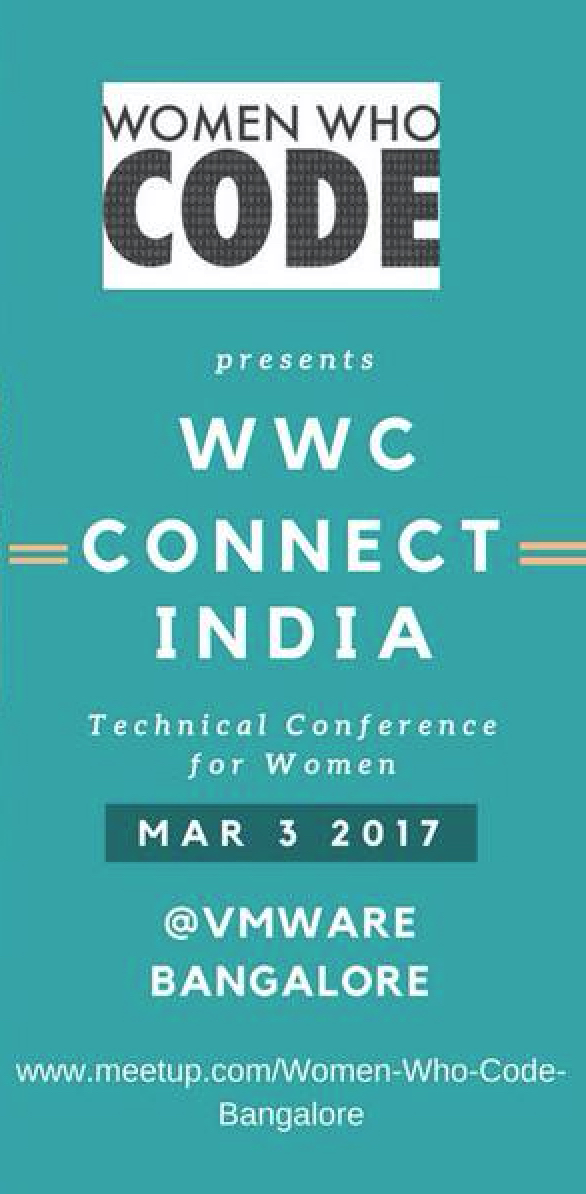 WOMEN WHO
CODE
presents
WWC
CONNECT
INDIA
Technical Conference
for Women
MAR 3 2017
@VMWARE
BANGALORE
www.meetup.com/Women-Who-Code-
Bangalore